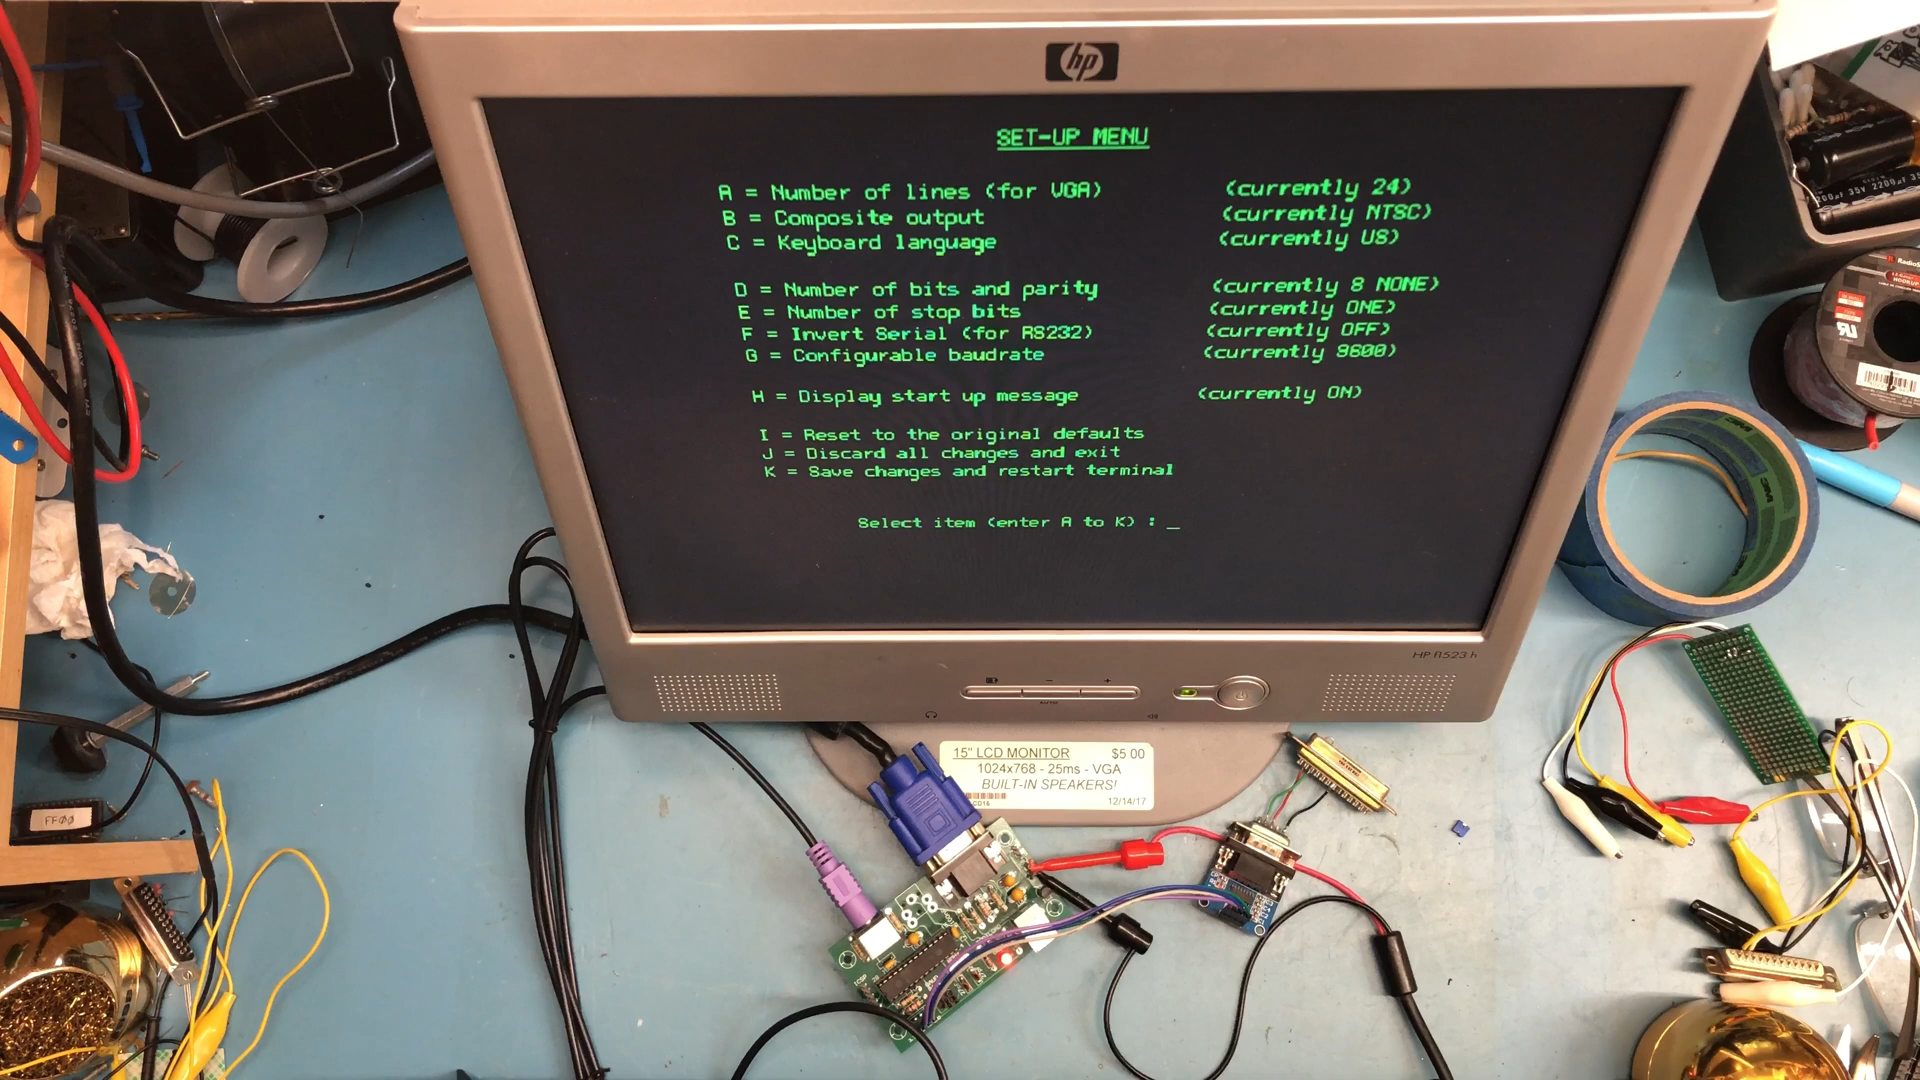 hp
SET-UP MENU
A = Number of lines (for VGA) (currently 24)
B = Composite output (currently NTSC)
C = Keyboard language (currently US)
D = Number of bits and parity (currently 8 NONE)
E = Number of stop bits (currently ONE)
F = Invert Serial (for RS232) (currently OFF)
G = Configurable baudrate (currently 9600)
H = Display start up message (currently ON)
I = Reset to the original defaults
J = Discard all changes and exit
K = Save changes and restart terminal
Select item (enter A to K) : _
15" LCD MONITOR $5.00
1024x768 - 25ms - VGA
BUILT-IN SPEAKERS!
12/14/17
FF00
35V 2200